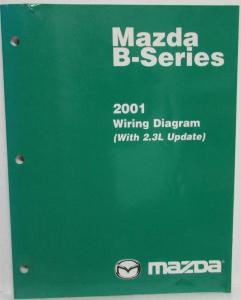 Mazda
B-Series
2001
Wiring Diagram
(With 2.3L Update)
mazda